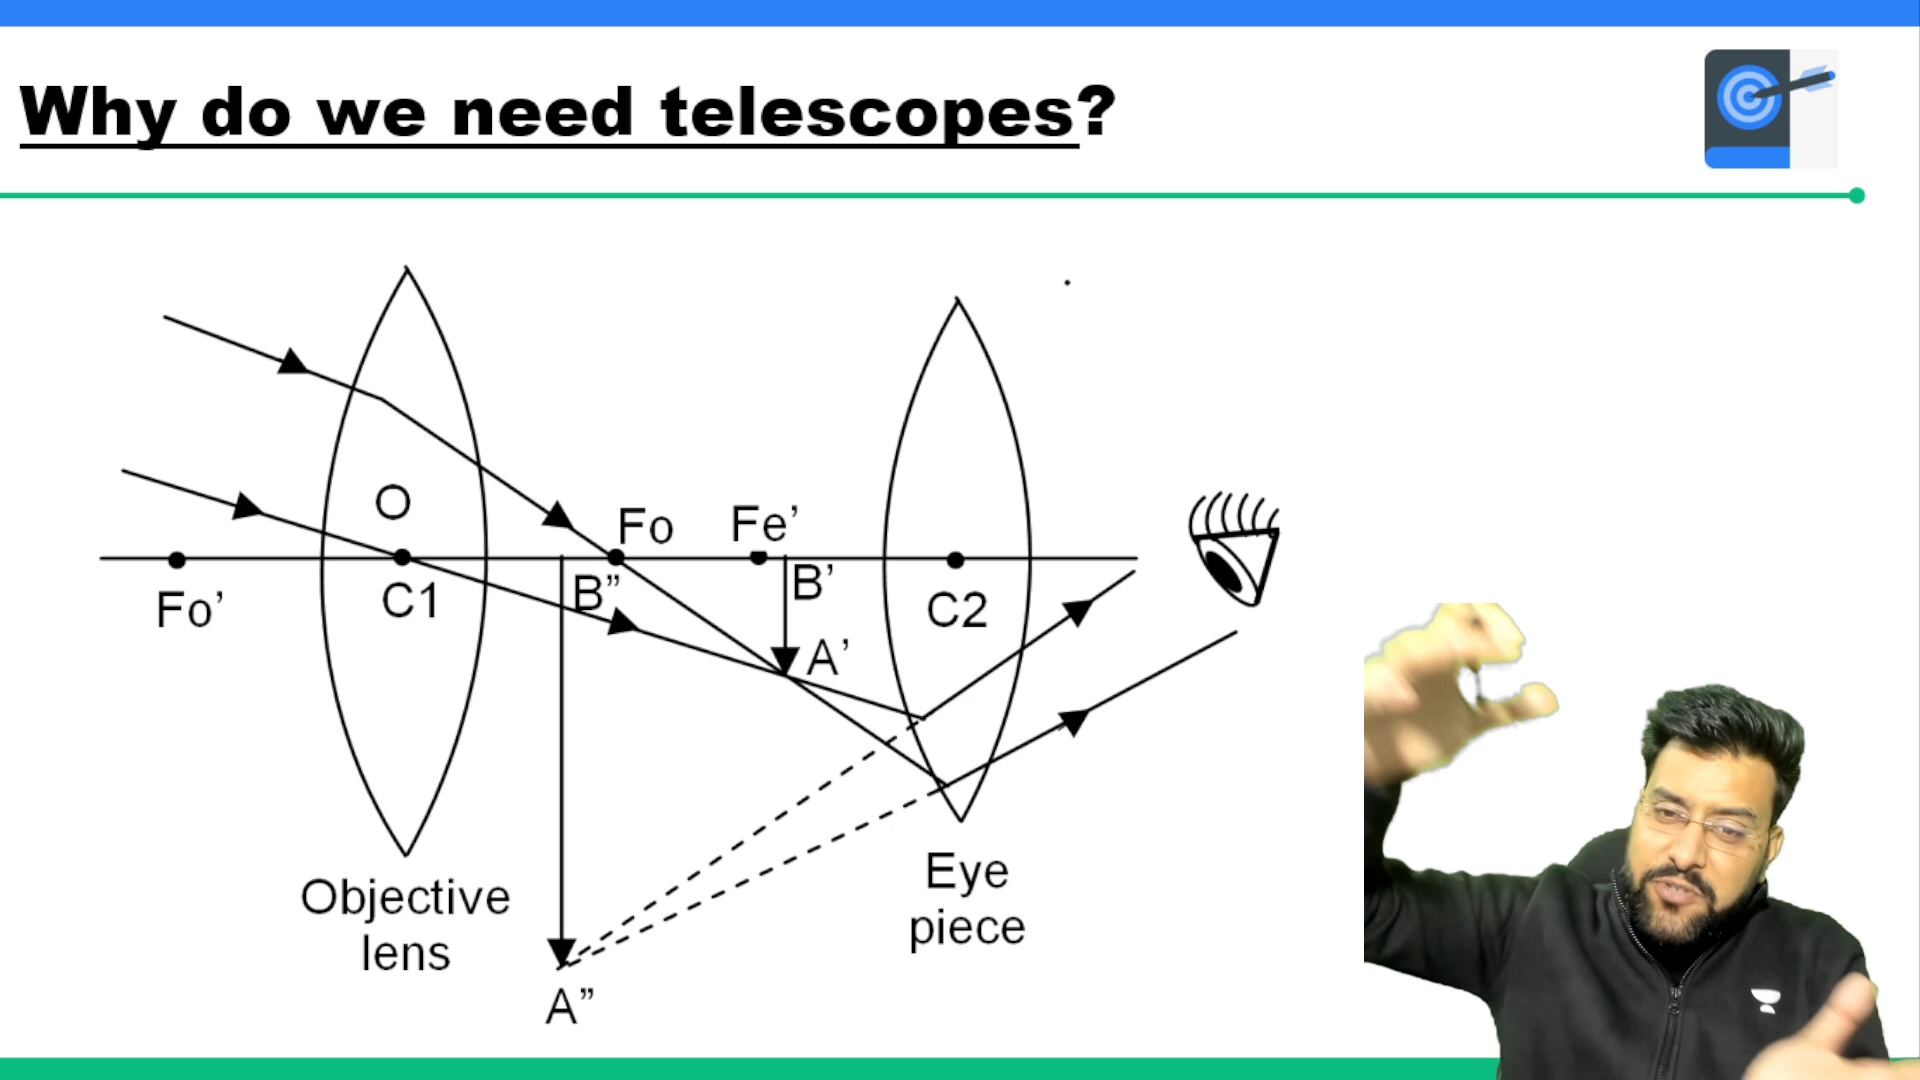 Why do we need telescopes?
O
Fo
Fe’
Fo’
C1
B”
B’
C2
A’
Objective
lens
Eye
piece
A”